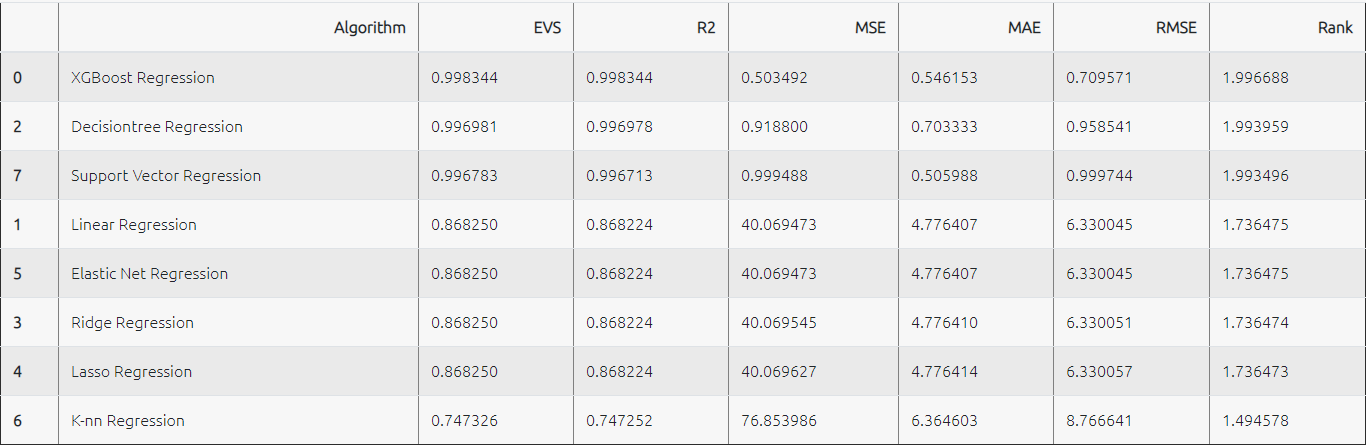 Algorithm EVS R2 MSE MAE RMSE Rank
0 XGBoost Regression 0.998344 0.998344 0.503492 0.546153 0.709571 1.996688
2 Decisiontree Regression 0.996981 0.996978 0.918800 0.703333 0.958541 1.993959
7 Support Vector Regression 0.996783 0.996713 0.999488 0.505988 0.999744 1.993496
1 Linear Regression 0.868250 0.868224 40.069473 4.776407 6.330045 1.736475
5 Elastic Net Regression 0.868250 0.868224 40.069473 4.776407 6.330045 1.736475
3 Ridge Regression 0.868250 0.868224 40.069545 4.776410 6.330051 1.736474
4 Lasso Regression 0.868250 0.868224 40.069627 4.776414 6.330057 1.736473
6 K-nn Regression 0.747326 0.747252 76.853986 6.364603 8.766641 1.494578